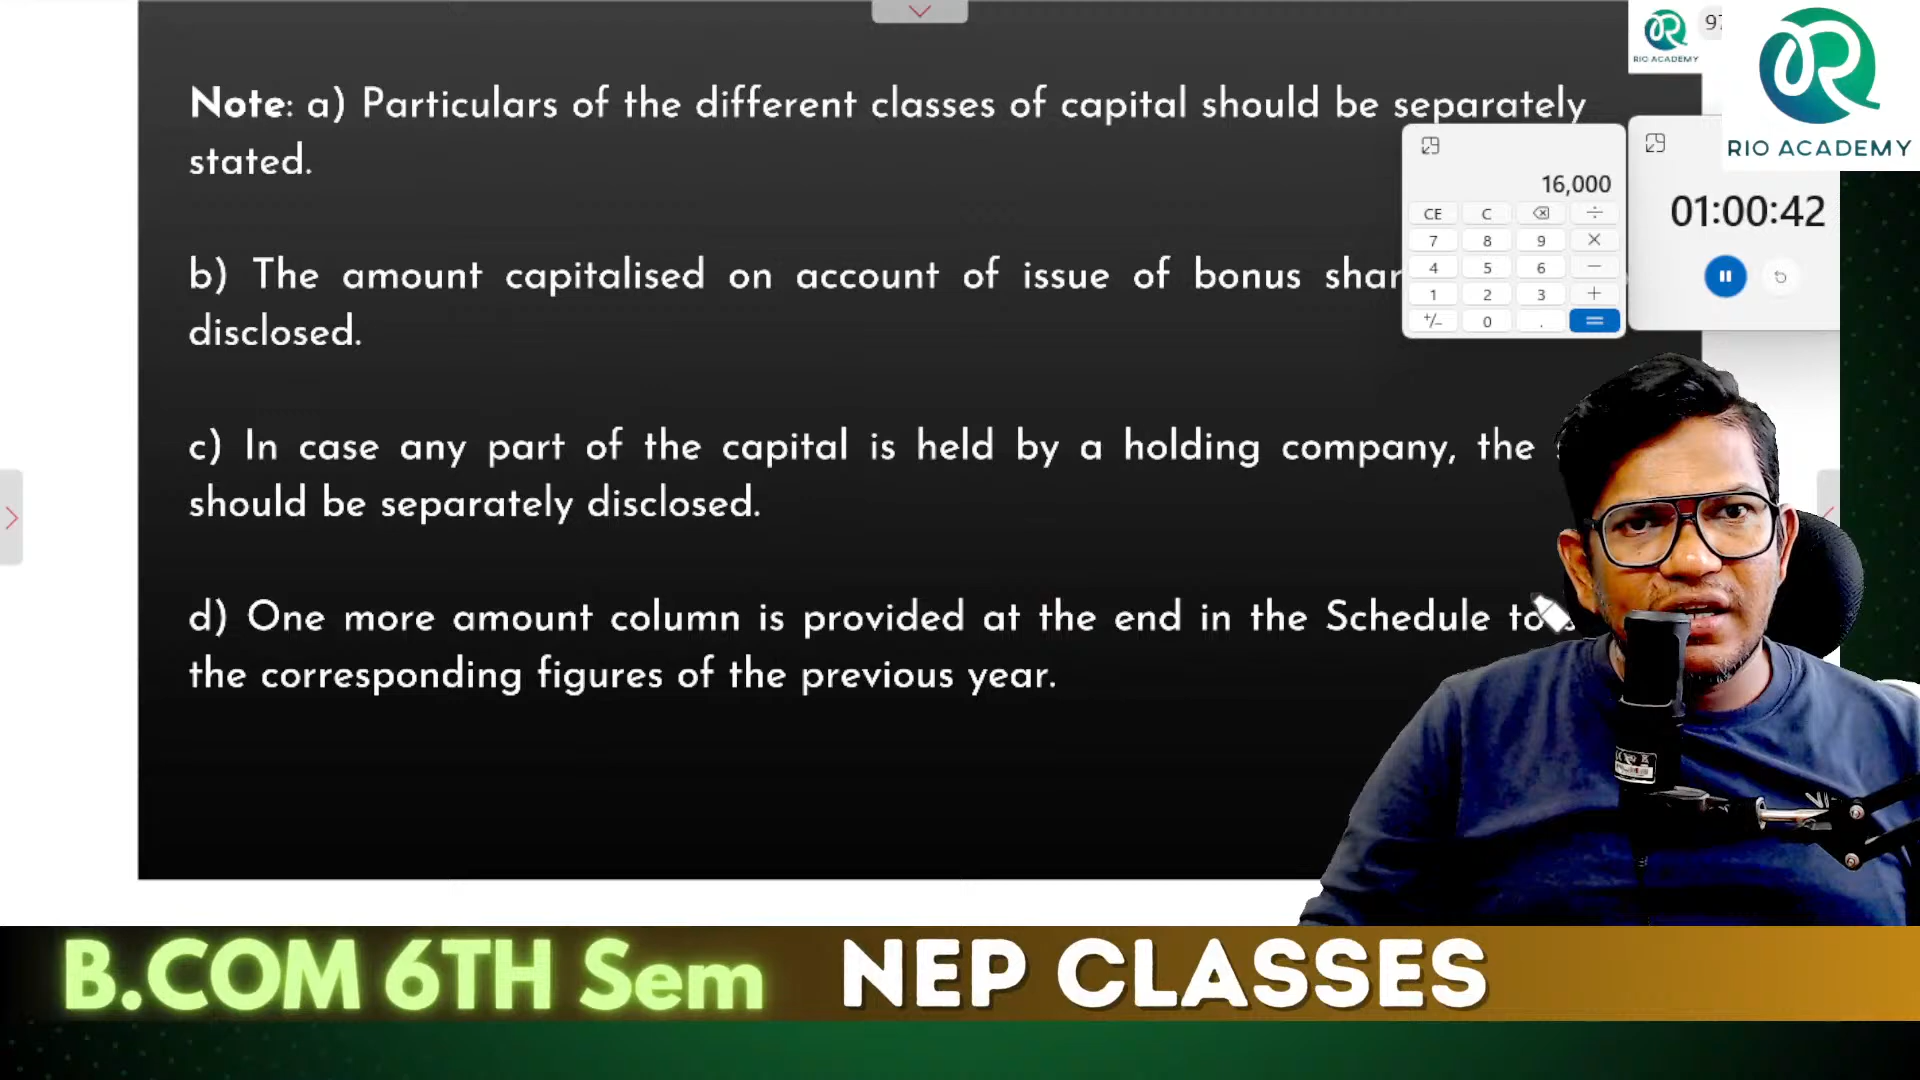 Note: a) Particulars of the different classes of capital should be separately
stated.
b) The amount capitalised on account of issue of bonus
disclosed.
c) In case any part of the capital is held by a holding company, the
should be separately disclosed.
d) One more amount column is provided at the end in the Schedule to
the corresponding figures of the previous year.
RIO ACADEMY
RIO ACADEMY
16,000
CE C ÷
7 8 9 ×
4 5 6 −
1 2 3 +
+/− 0 . =
01:00:42
B.COM 6TH Sem NEP CLASSES